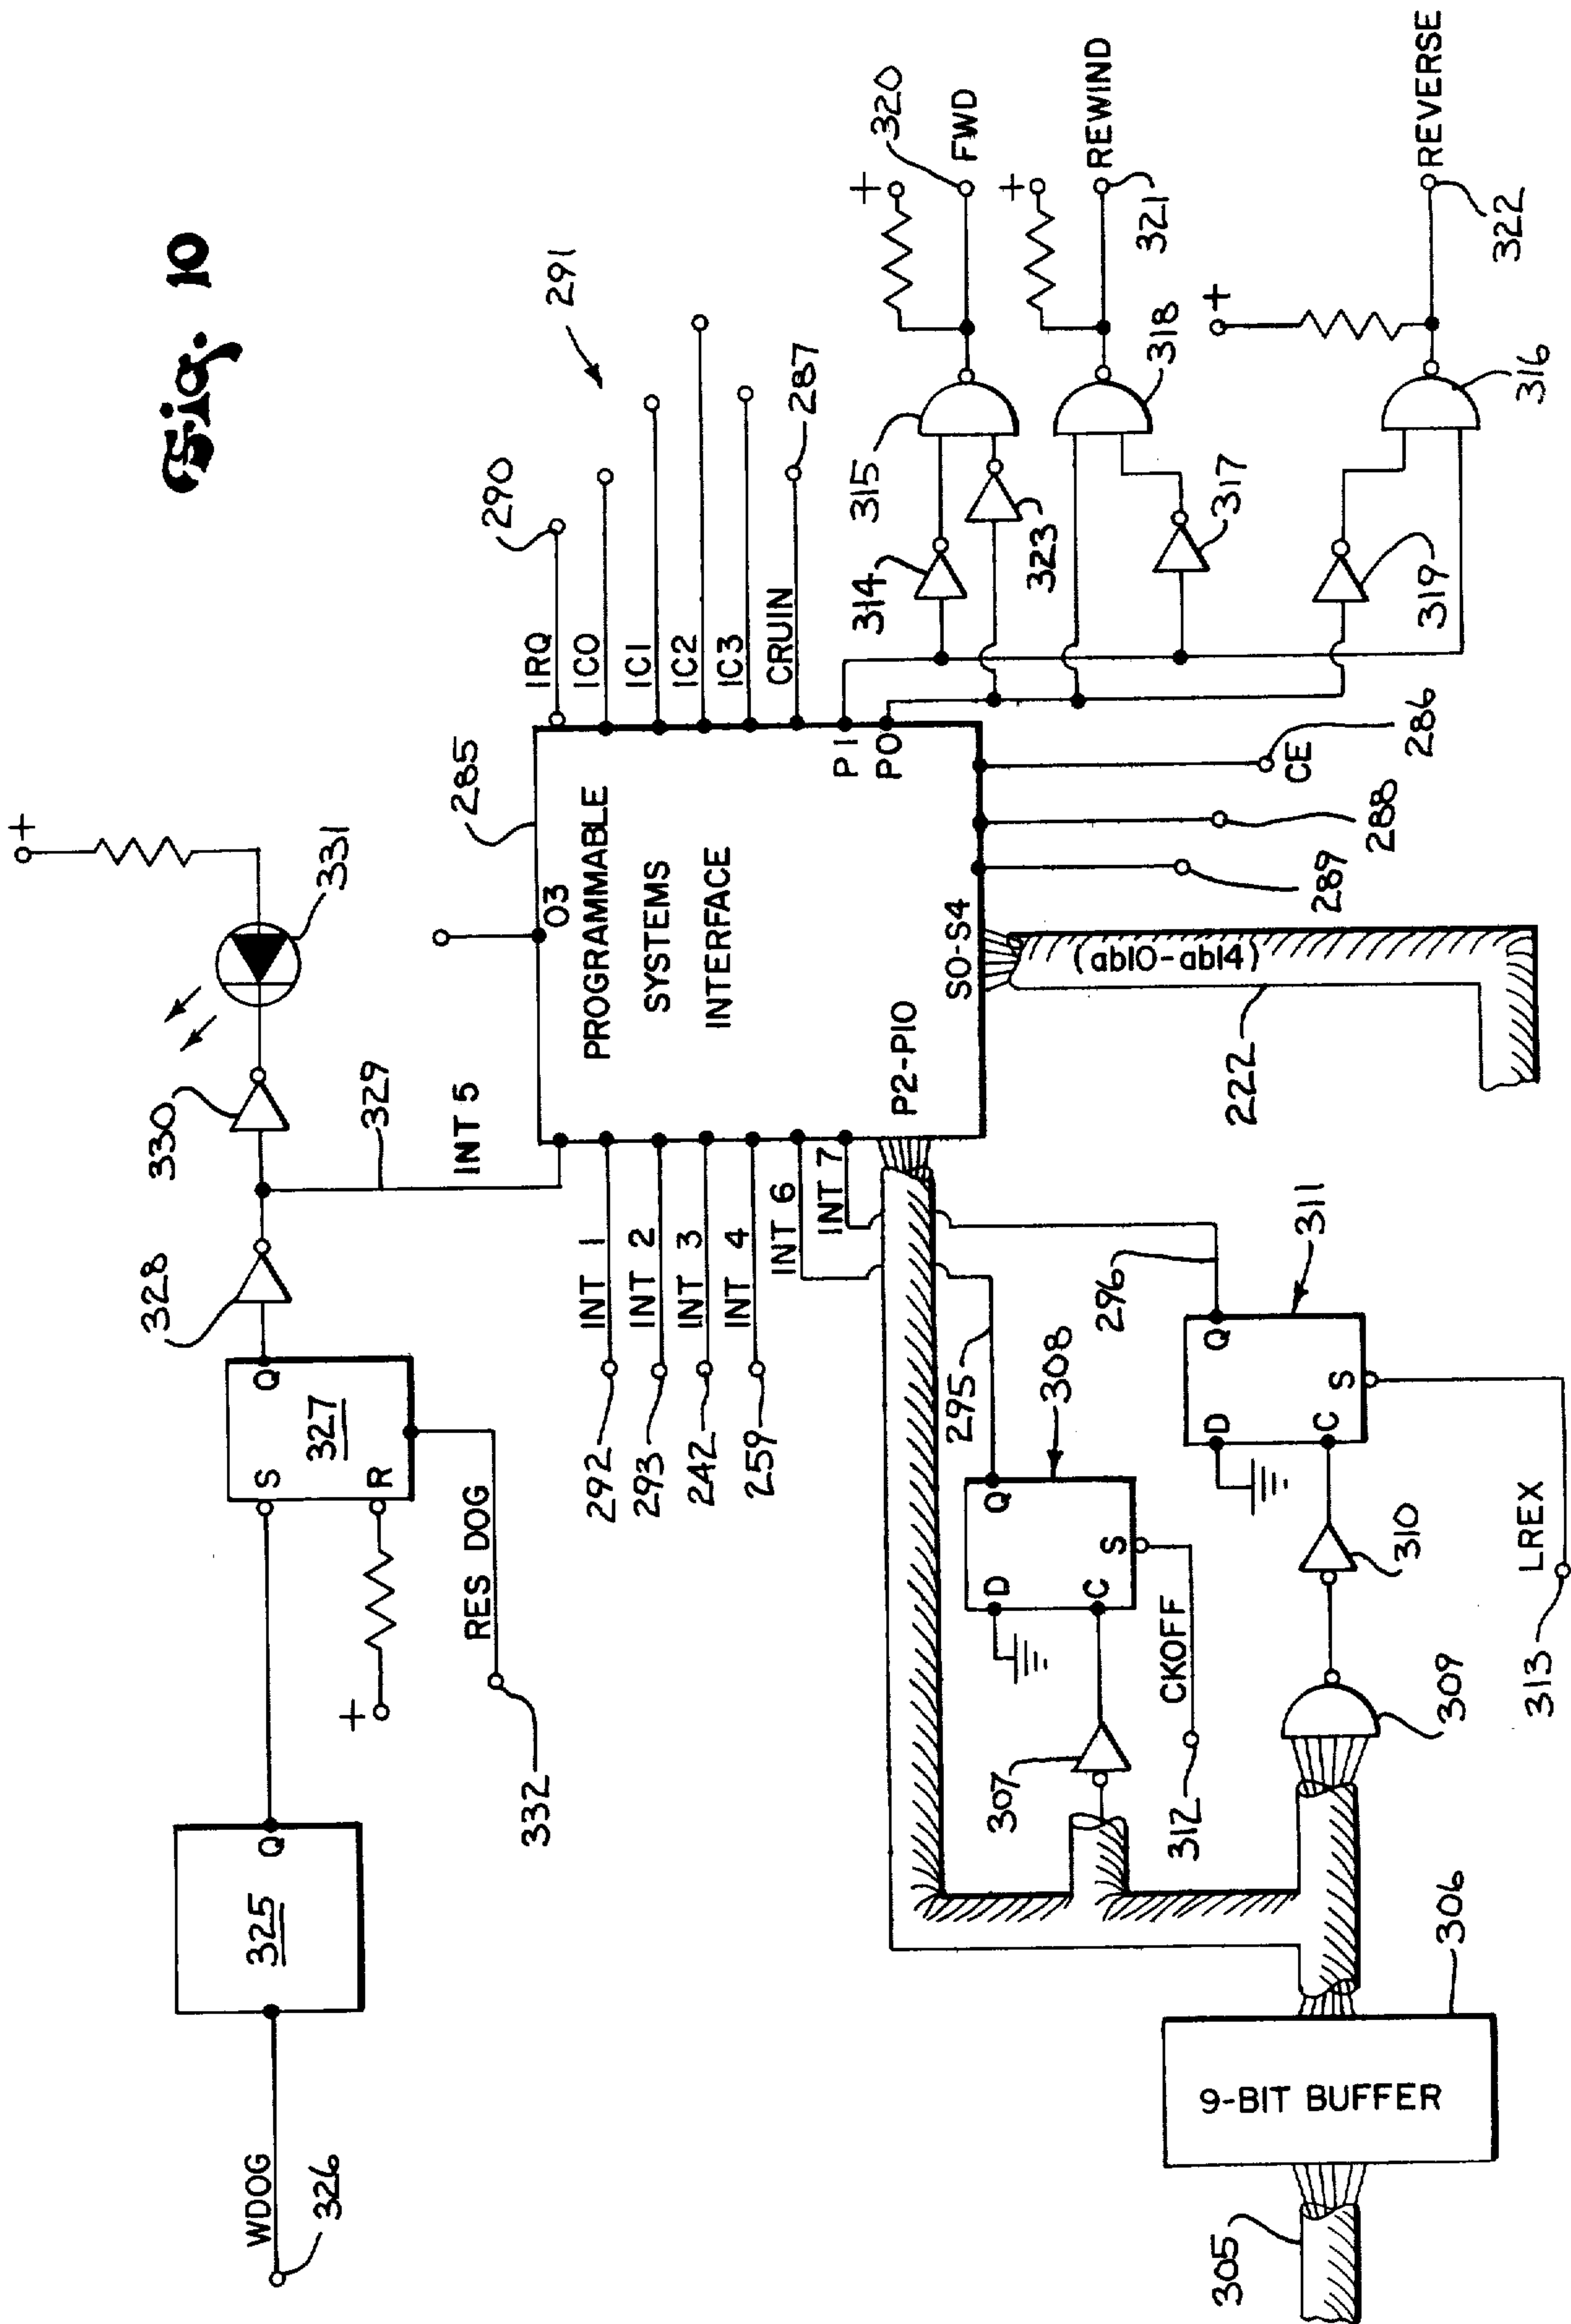 Fig. 10
WDOG
326
325
Q
S
327
Q
R
+
RES DOG
332
328
330
329
331
+
INT 5
285
O3
PROGRAMMABLE
SYSTEMS
INTERFACE
IRQ
290
IC0
IC1
IC2
IC3
291
CRUIN
287
P1
P0
292
INT 1
293
INT 2
242
INT 3
259
INT 4
INT 6
INT 7
P2-P10
S0-S4
(ab10-ab14)
222
289
288
CE
286
314
315
323
+
320
FWD
317
318
+
321
REWIND
319
316
+
322
REVERSE
295
308
D
Q
C
S
307
CKOFF
312
296
311
D
Q
C
S
310
309
LREX
313
305
9-BIT BUFFER
306